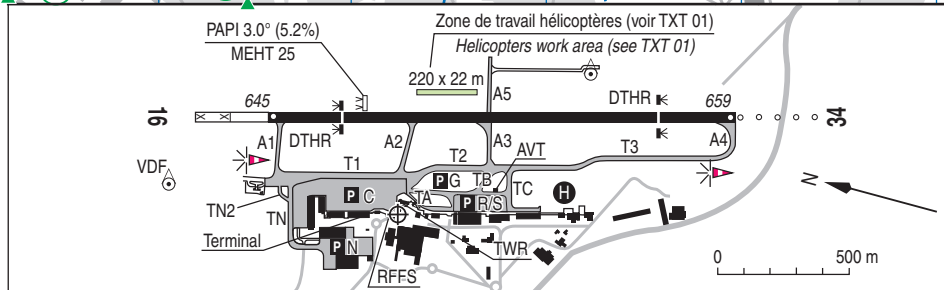 PAPI 3.0° (5.2%)
MEHT 25
Zone de travail hélicoptères (voir TXT 01)
Helicopters work area (see TXT 01)
220 x 22 m
A5
645
DTHR
659
16
34
A1
DTHR
A2
A3
A4
T1
T2
T3
AVT
VDF
P G
TB
TC
P C
TA
P R/S
H
N
TN2
TN
Terminal
P N
TWR
RFFS
0
500 m